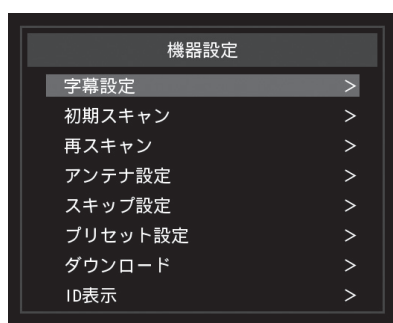 機器設定
字幕設定 >
初期スキャン >
再スキャン >
アンテナ設定 >
スキップ設定 >
プリセット設定 >
ダウンロード >
ID表示 >